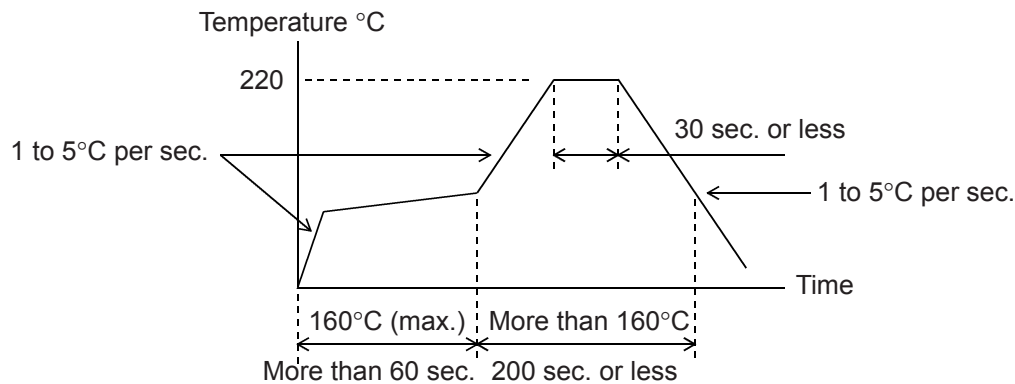 Temperature °C
220
30 sec. or less
1 to 5°C per sec.
1 to 5°C per sec.
Time
160°C (max.) More than 160°C
More than 60 sec. 200 sec. or less